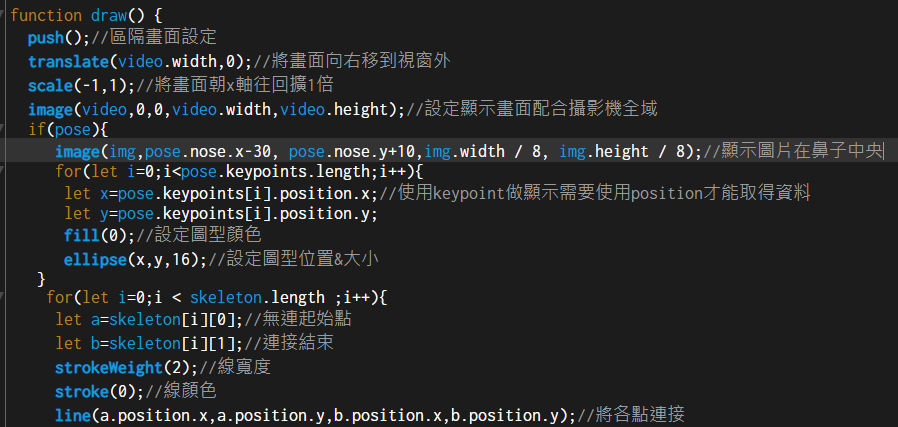 function draw() {
push();//區隔畫面設定
translate(video.width,0);//將畫面向右移到視窗外
scale(-1,1);//將畫面朝x軸往回擴1倍
image(video,0,0,video.width,video.height);//設定顯示畫面配合攝影機全域
if(pose){
image(img,pose.nose.x-30, pose.nose.y+10,img.width / 8, img.height / 8);//顯示圖片在鼻子中央
for(let i=0;i<pose.keypoints.length;i++){
let x=pose.keypoints[i].position.x;//使用keypoint做顯示需要使用position才能取得資料
let y=pose.keypoints[i].position.y;
fill(0);//設定圖型顏色
ellipse(x,y,16);//設定圖型位置&大小
}
for(let i=0;i < skeleton.length ;i++){
let a=skeleton[i][0];//無連起始點
let b=skeleton[i][1];//連接結束
strokeWeight(2);//線寬度
stroke(0);//線顏色
line(a.position.x,a.position.y,b.position.x,b.position.y);//將各點連接